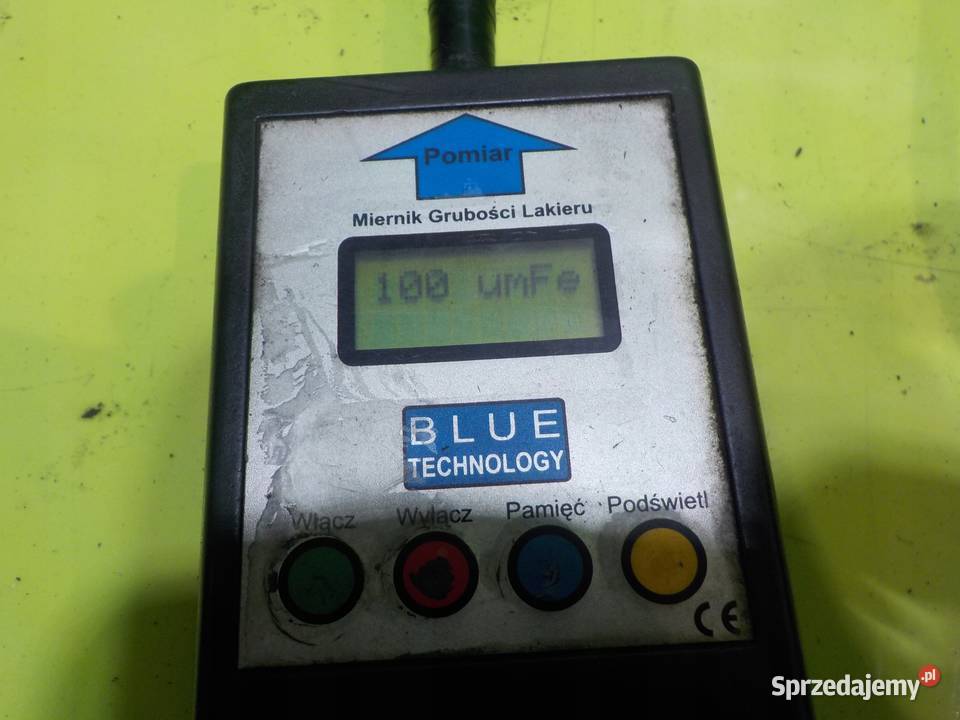 Pomiar
Miernik Grubości Lakieru
100 umFe
BLUE
TECHNOLOGY
Włącz Wyłącz Pamięć Podświetl
CE
Sprzedajemy.pl